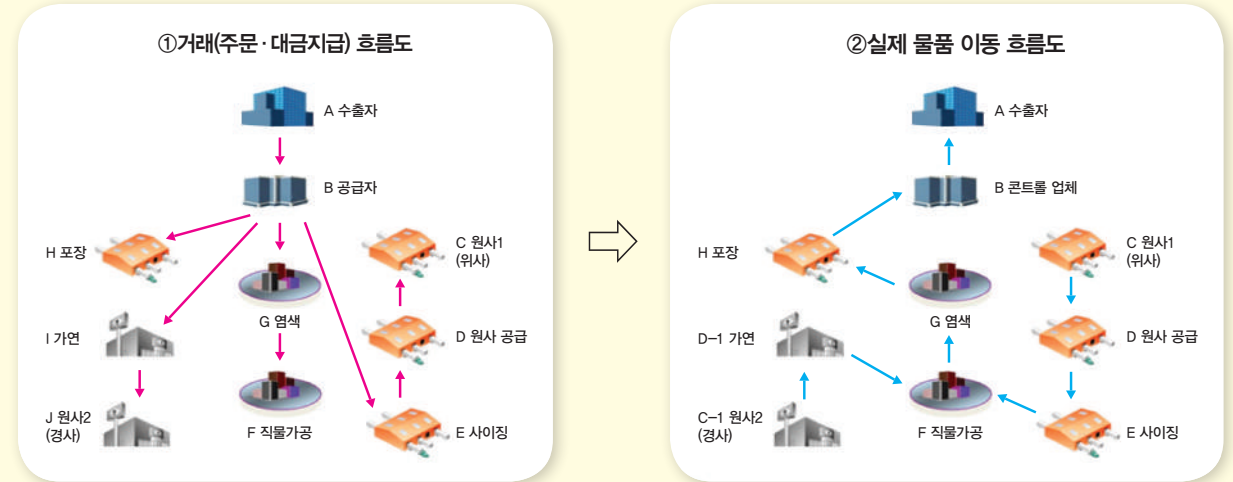 ①거래(주문·대금지급) 흐름도
A 수출자
B 공급자
H 포장
C 원사1
(위사)
G 염색
I 가연
D 원사 공급
J 원사2
(경사)
F 직물가공
E 사이징
②실제 물품 이동 흐름도
A 수출자
B 콘트롤 업체
H 포장
C 원사1
(위사)
G 염색
D-1 가연
D 원사 공급
C-1 원사2
(경사)
F 직물가공
E 사이징